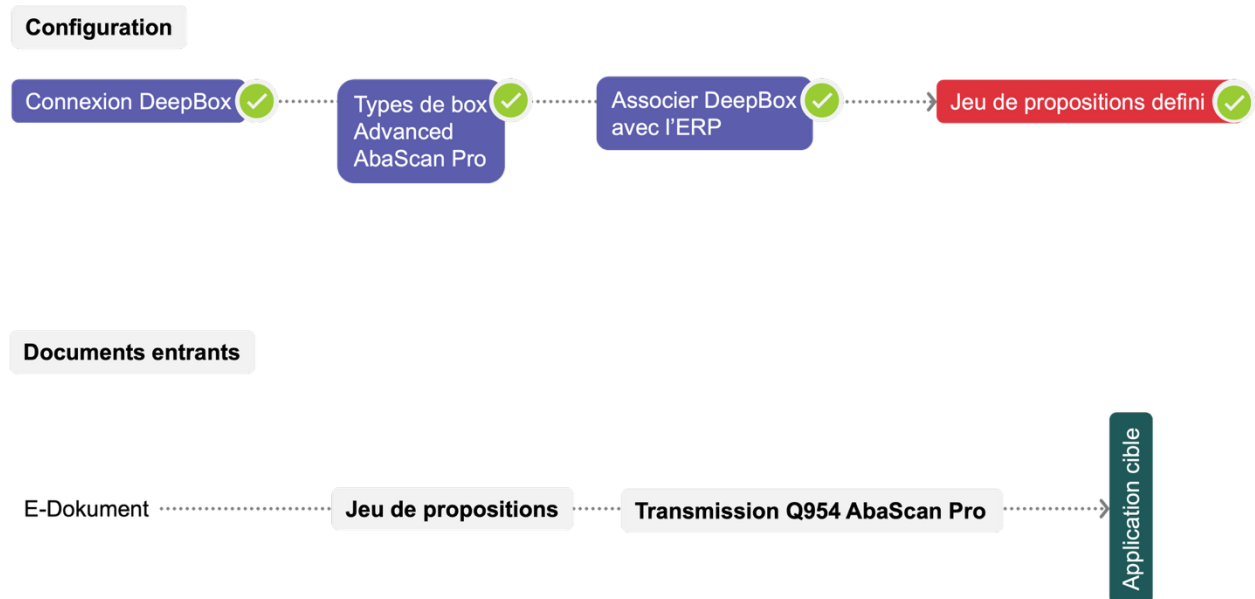 Configuration
Connexion DeepBox
Types de box
Advanced
AbaScan Pro
Associer DeepBox
avec l’ERP
Jeu de propositions defini
Documents entrants
E-Dokument
Jeu de propositions
Transmission Q954 AbaScan Pro
Application cible